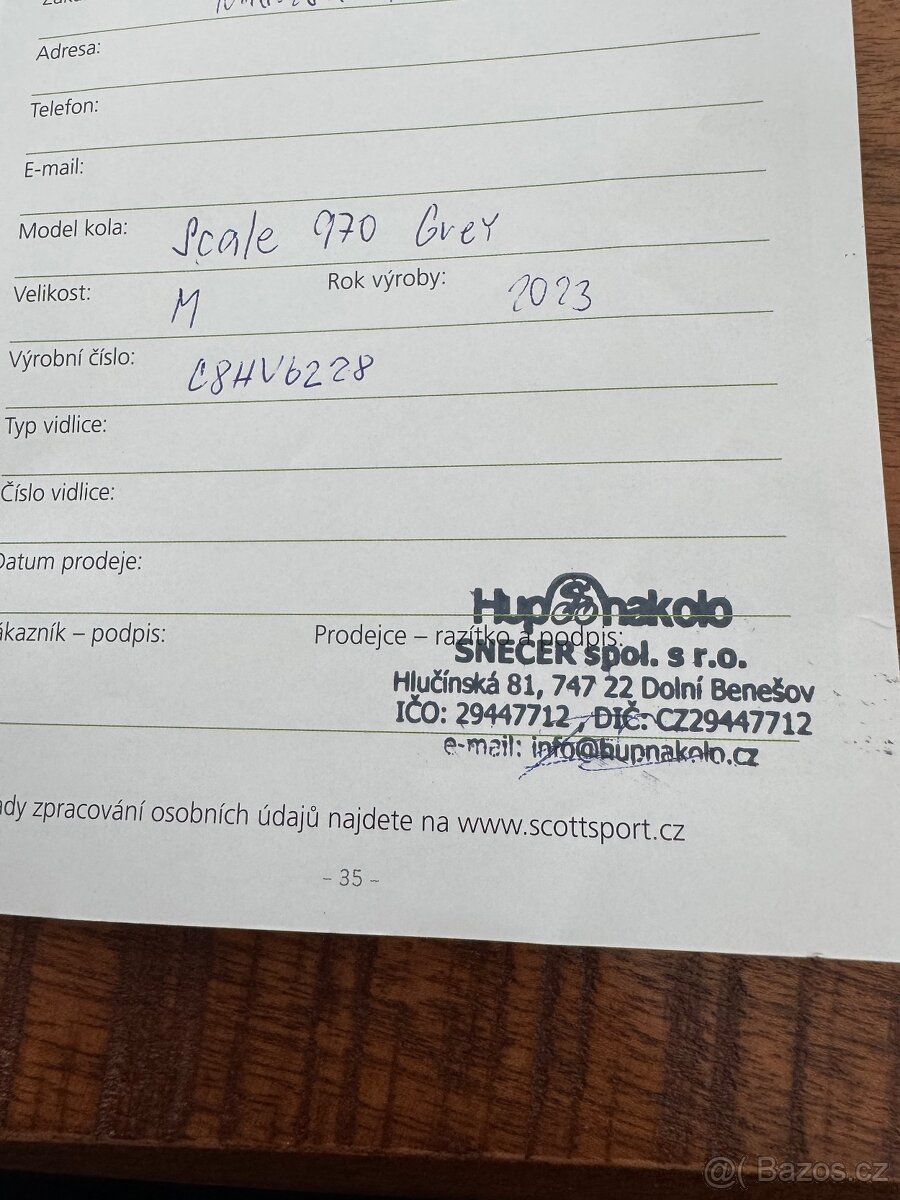 Adresa:
Telefon:
E-mail:
Model kola: Scale 970 Grey
Velikost: M Rok výroby: 2023
Výrobní číslo: C8HV6228
Typ vidlice:
Číslo vidlice:
Datum prodeje:
ákazník – podpis: Prodejce – razítko a podpis:
Hup nakolo
SNECER spol. s r.o.
Hlučínská 81, 747 22 Dolní Benešov
IČO: 29447712 , DIČ: CZ29447712
e-mail: info@hupnakolo.cz
ady zpracování osobních údajů najdete na www.scottsport.cz
- 35 -
@( Bazos.cz